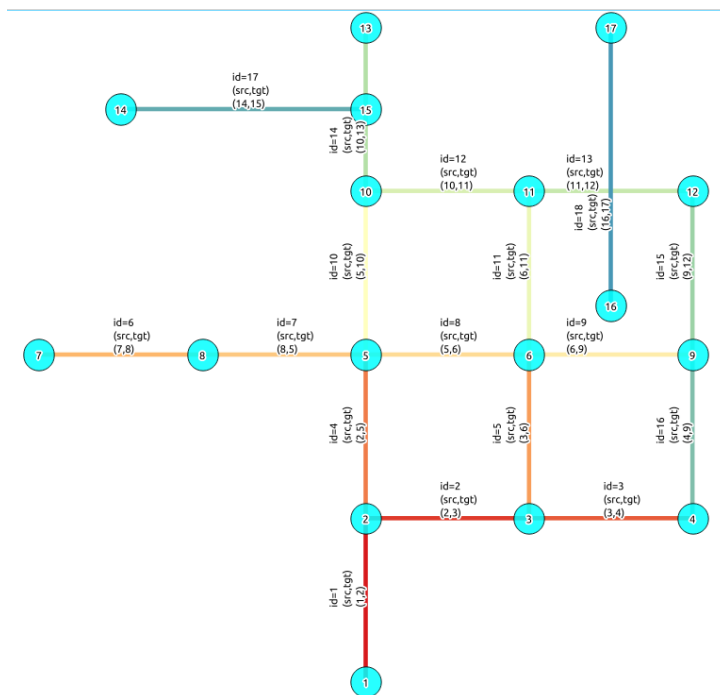 13
17
id=17
(src,tgt)
(14,15)
14
15
id=14
(src,tgt)
(10,13)
id=12
(src,tgt)
(10,11)
id=13
(src,tgt)
(11,12)
10
11
12
id=18
(src,tgt)
(16,17)
id=10
(src,tgt)
(5,10)
id=11
(src,tgt)
(6,11)
id=15
(src,tgt)
(9,12)
16
id=6
(src,tgt)
(7,8)
id=7
(src,tgt)
(8,5)
id=8
(src,tgt)
(5,6)
id=9
(src,tgt)
(6,9)
7
8
5
6
9
id=4
(src,tgt)
(2,5)
id=5
(src,tgt)
(3,6)
id=16
(src,tgt)
(4,9)
id=2
(src,tgt)
(2,3)
id=3
(src,tgt)
(3,4)
2
3
4
id=1
(src,tgt)
(1,2)
1